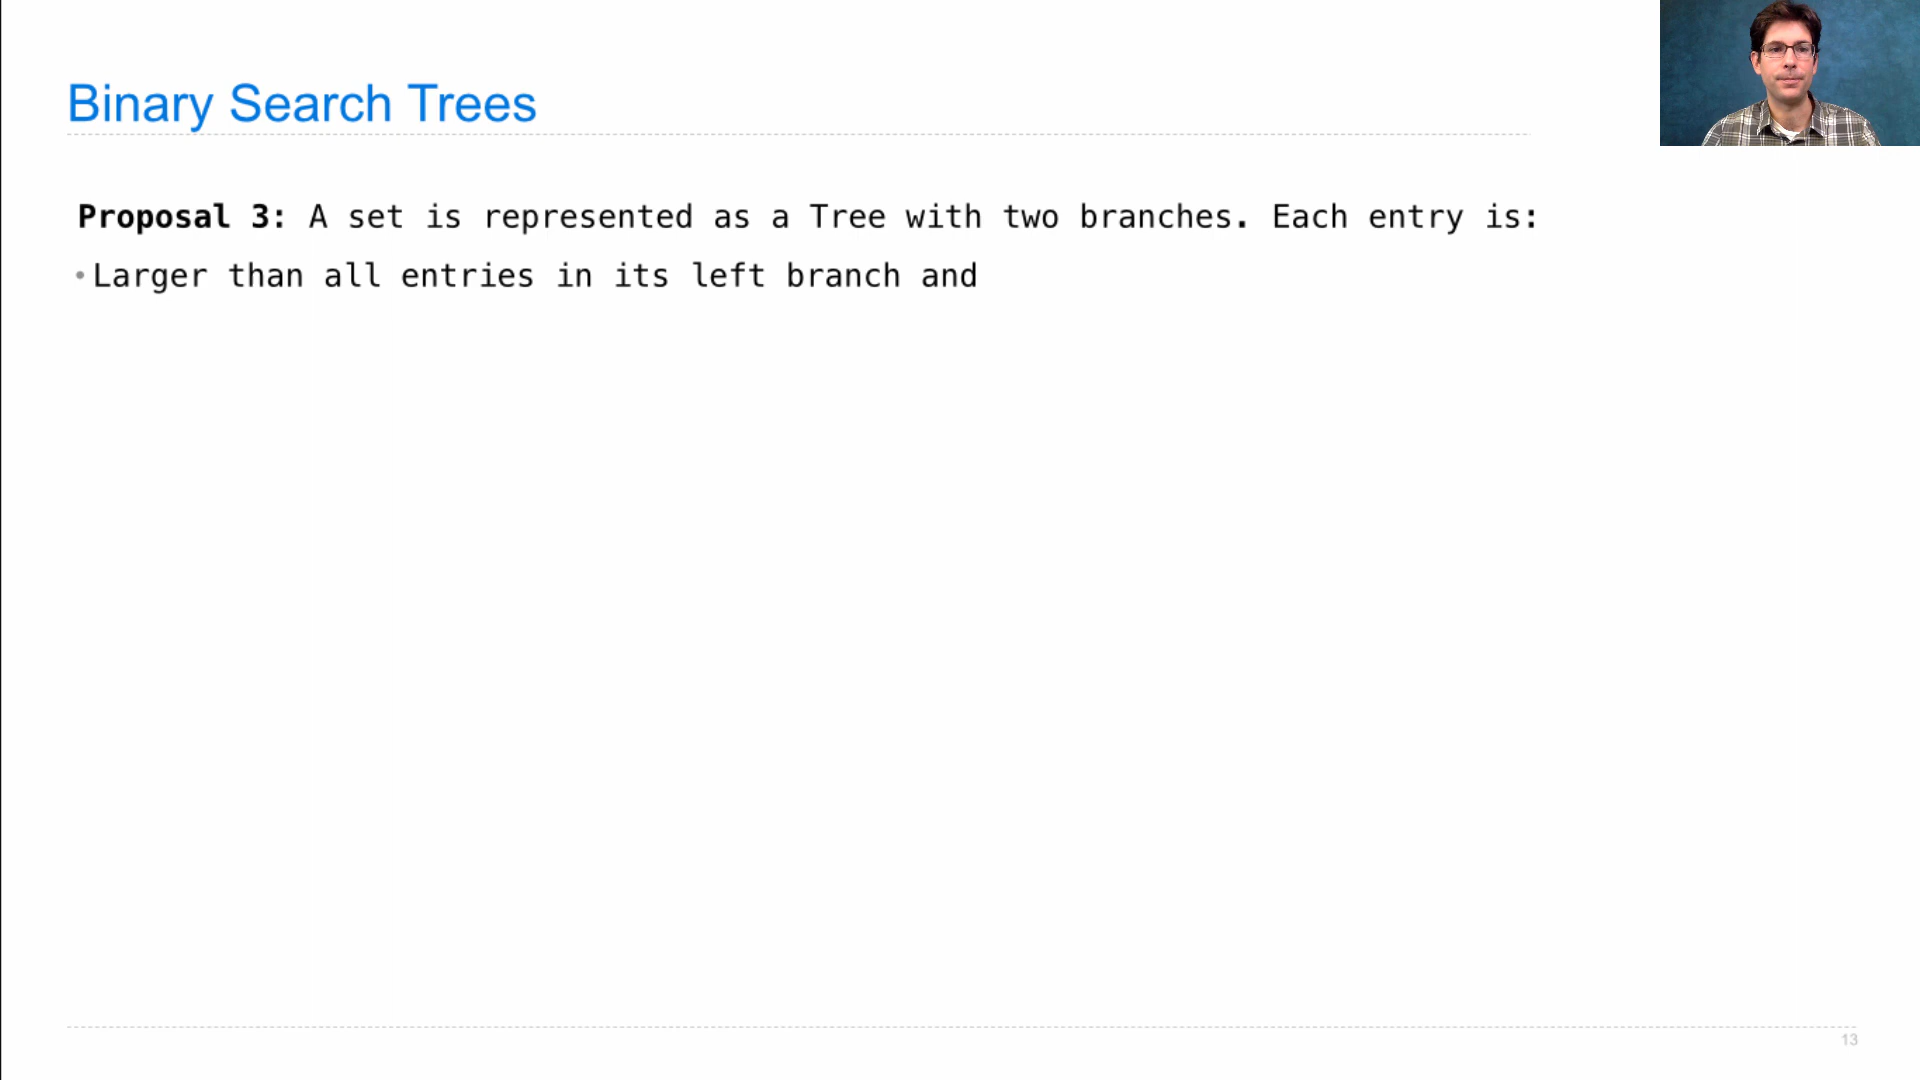 Binary Search Trees
Proposal 3: A set is represented as a Tree with two branches. Each entry is:
•Larger than all entries in its left branch and
13